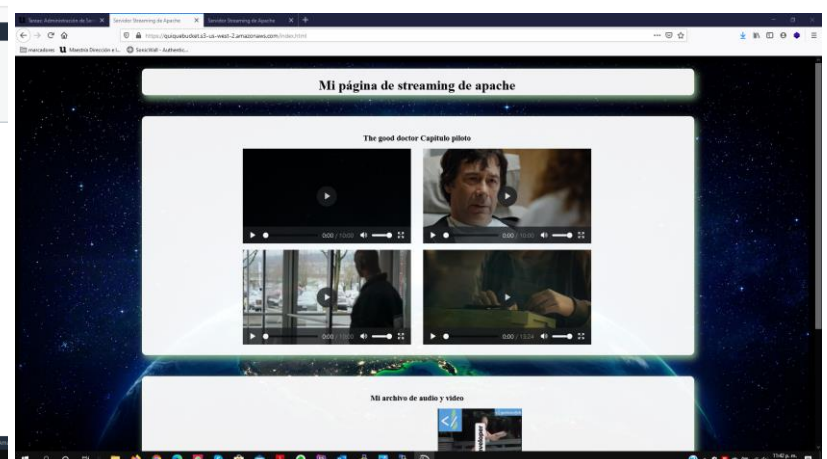 Tareas: Administración de Se
Servidor Streaming de Apache
Servidor Streaming de Apache
https://quiquebucket.s3-us-west-2.amazonaws.com/index.html
marcadores
Maestría Dirección e I...
SonicWall - Authentic...
Mi página de streaming de apache
The good doctor Capitulo piloto
0:00 / 10:00
0:00 / 10:00
0:00 / 10:00
0:00 / 13:24
Mi archivo de audio y video